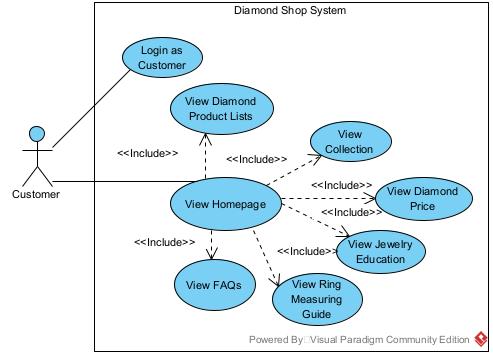 Diamond Shop System
Login as
Customer
View Diamond
Product Lists
<<Include>>
<<Include>>
View
Collection
Customer
<<Include>>
View Diamond
Price
View Homepage
<<Include>>
<<Include>>
<<Include>>
View Jewelry
Education
View FAQs
View Ring
Measuring
Guide
Powered By Visual Paradigm Community Edition